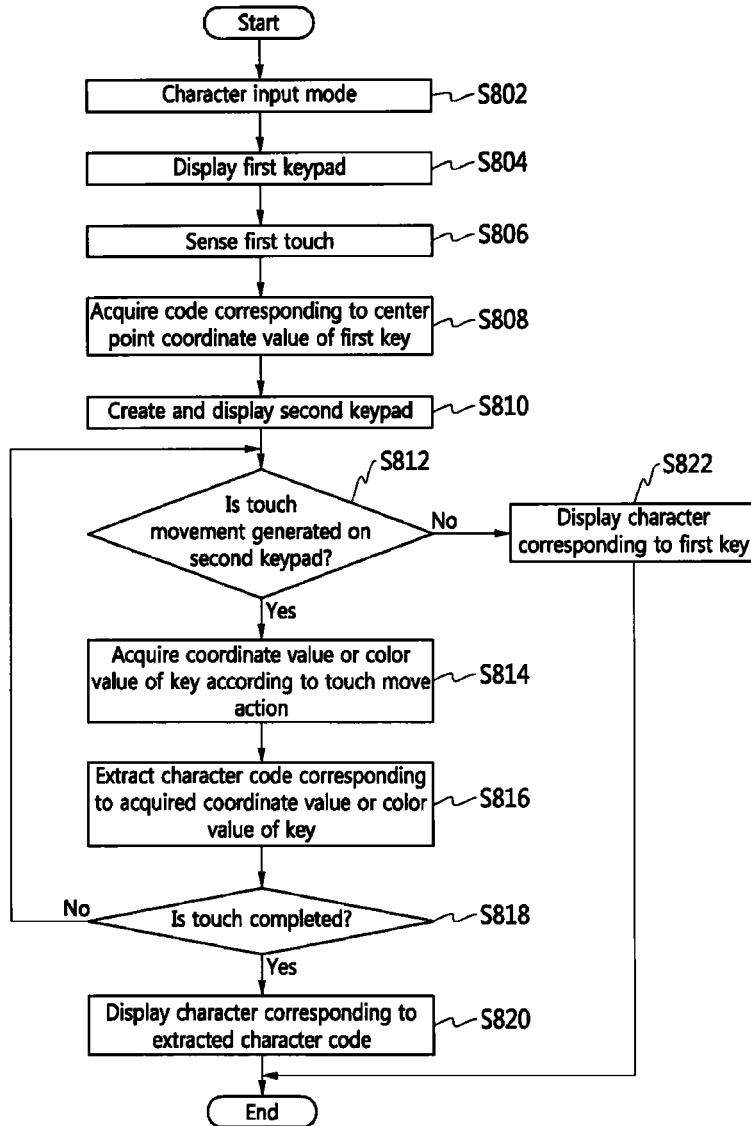 Start
Character input mode
S802
Display first keypad
S804
Sense first touch
S806
Acquire code corresponding to center
point coordinate value of first key
S808
Create and display second keypad
S810
S812
Is touch
movement generated on
second keypad?
No
S822
Display character
corresponding to first key
Yes
Acquire coordinate value or color
value of key according to touch move
action
S814
Extract character code corresponding
to acquired coordinate value or color
value of key
S816
No
Is touch completed?
S818
Yes
Display character corresponding to
extracted character code
S820
End